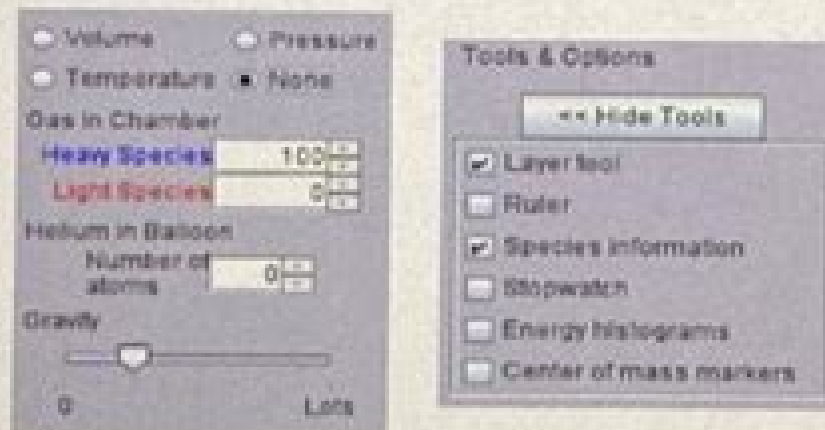 Volume Pressure
Temperature None
Gas in Chamber
Heavy Species 100
Light Species 0
Helium in Balloon
Number of
atoms 0
Gravity
0 Lots
Tools & Options
<< Hide Tools
Layer tool
Ruler
Species information
Stopwatch
Energy histograms
Center of mass markers